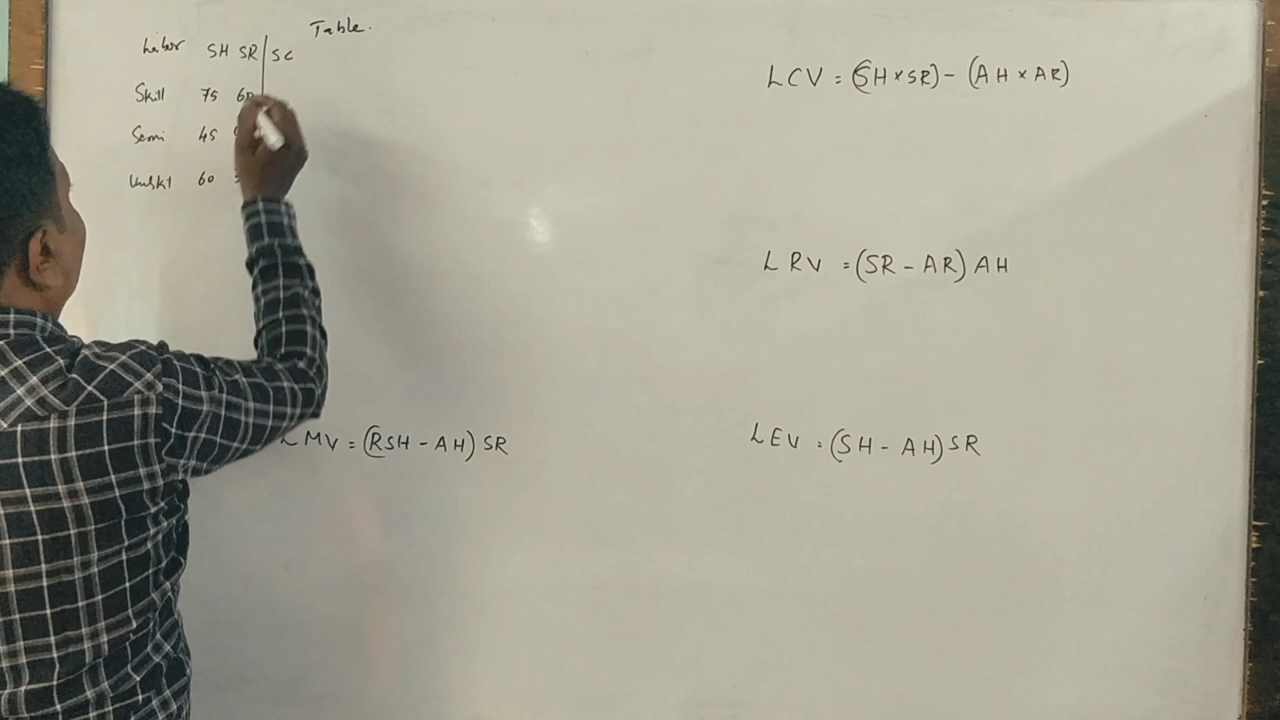 Table.
Labor SH SR SC
Skill 75 60
Semi 45
Unskl 60
LCV = (SH × SR) - (AH × AR)
LRV = (SR - AR) AH
LMV = (RSH - AH) SR
LEV = (SH - AH) SR